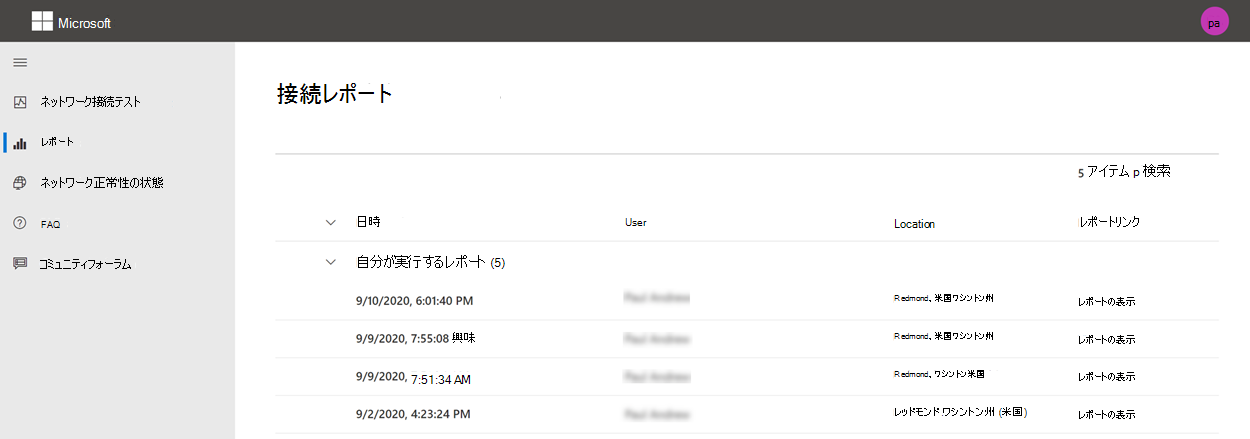 Microsoft
pa
ネットワーク接続テスト
レポート
ネットワーク正常性の状態
FAQ
コミュニティフォーラム
接続レポート
5 アイテム p 検索
日時 User Location レポートリンク
自分が実行するレポート (5)
9/10/2020, 6:01:40 PM Redmond、米国ワシントン州 レポートの表示
9/9/2020, 7:55:08 興味 Redmond、米国ワシントン州 レポートの表示
9/9/2020, 7:51:34 AM Redmond、ワシントン米国 レポートの表示
9/2/2020, 4:23:24 PM レッドモンド ワシントン州 (米国) レポートの表示